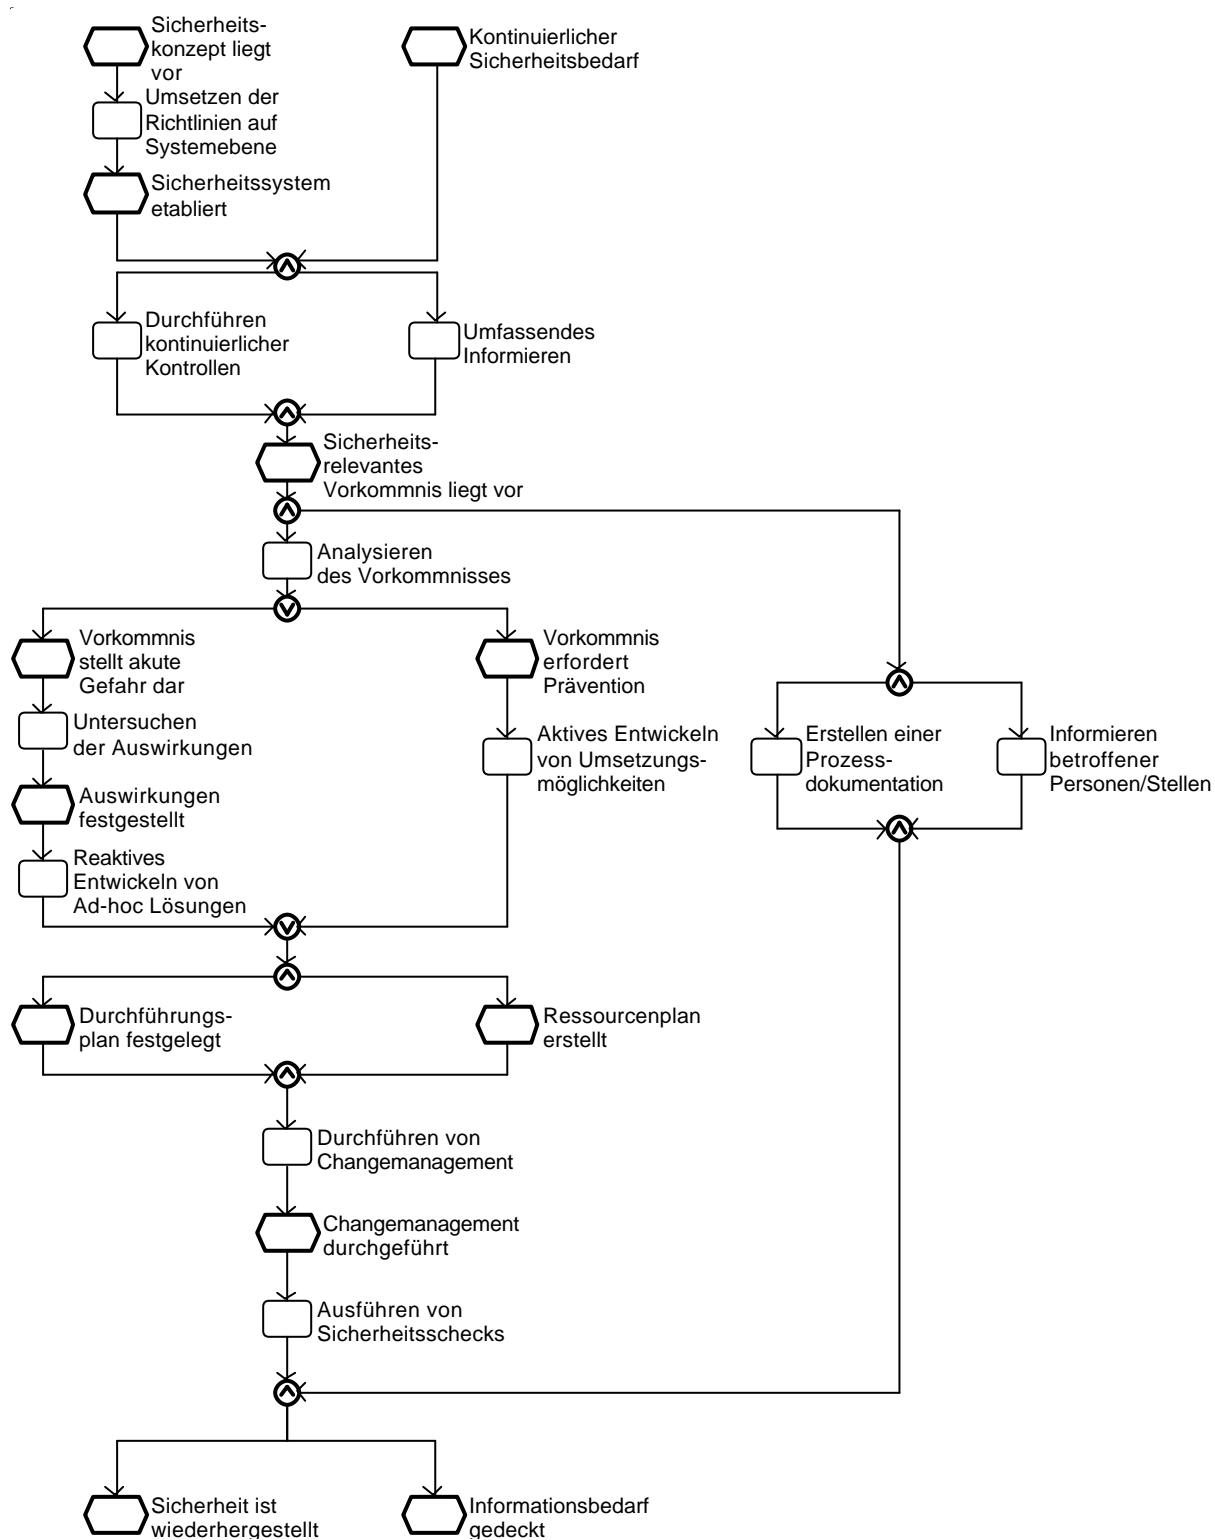 Sicherheits-
konzept liegt
vor
Kontinuierlicher
Sicherheitsbedarf
Umsetzen der
Richtlinien auf
Systemebene
Sicherheitssystem
etabliert
Durchführen
kontinuierlicher
Kontrollen
Umfassendes
Informieren
Sicherheits-
relevantes
Vorkommnis liegt vor
Analysieren
des Vorkommnisses
Vorkommnis
stellt akute
Gefahr dar
Vorkommnis
erfordert
Prävention
Untersuchen
der Auswirkungen
Aktives Entwickeln
von Umsetzungs-
möglichkeiten
Erstellen einer
Prozess-
dokumentation
Informieren
betroffener
Personen/Stellen
Auswirkungen
festgestellt
Reaktives
Entwickeln von
Ad-hoc Lösungen
Durchführungs-
plan festgelegt
Ressourcenplan
erstellt
Durchführen von
Changemanagement
Changemanagement
durchgeführt
Ausführen von
Sicherheitsschecks
Sicherheit ist
wiederhergestellt
Informationsbedarf
gedeckt